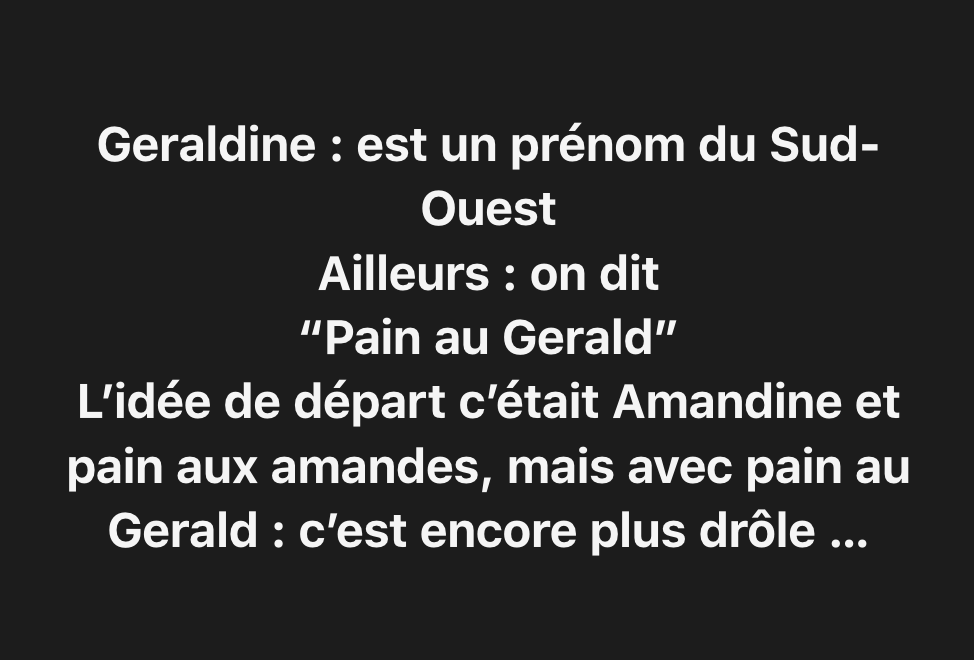 Geraldine : est un prénom du Sud-
Ouest
Ailleurs : on dit
“Pain au Gerald”
L’idée de départ c’était Amandine et
pain aux amandes, mais avec pain au
Gerald : c’est encore plus drôle ...